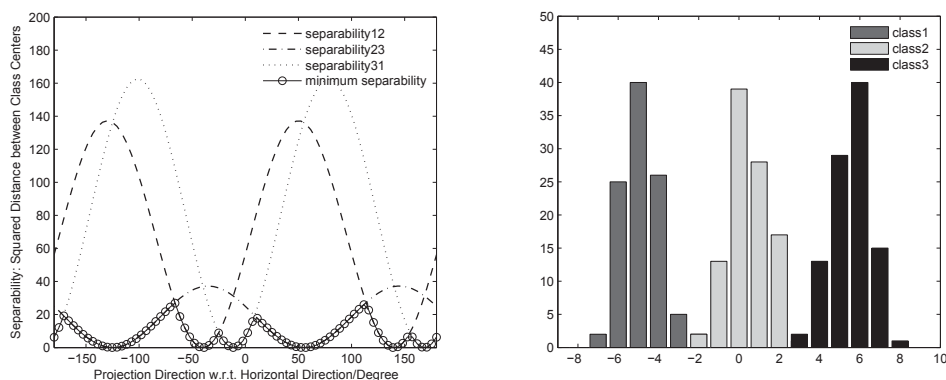 200
180
160
140
120
100
80
60
40
20
0
Separability: Squared Distance between Class Centers
separability12
separability23
separability31
minimum separability
−150 −100 −50 0 50 100 150
Projection Direction w.r.t. Horizontal Direction/Degree
50
45
40
35
30
25
20
15
10
5
0
class1
class2
class3
−8 −6 −4 −2 0 2 4 6 8 10